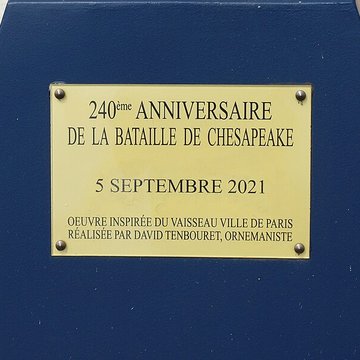 240ème ANNIVERSAIRE
DE LA BATAILLE DE CHESAPEAKE
5 SEPTEMBRE 2021
OEUVRE INSPIRÉE DU VAISSEAU VILLE DE PARIS
RÉALISÉE PAR DAVID TENBOURET, ORNEMANISTE